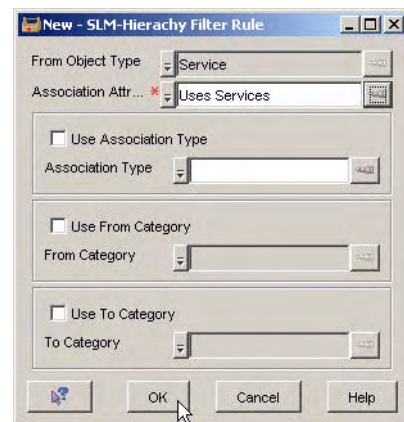 New - SLM-Hierachy Filter Rule
From Object Type Service
Association Attr... * Uses Services
Use Association Type
Association Type
Use From Category
From Category
Use To Category
To Category
OK Cancel Help